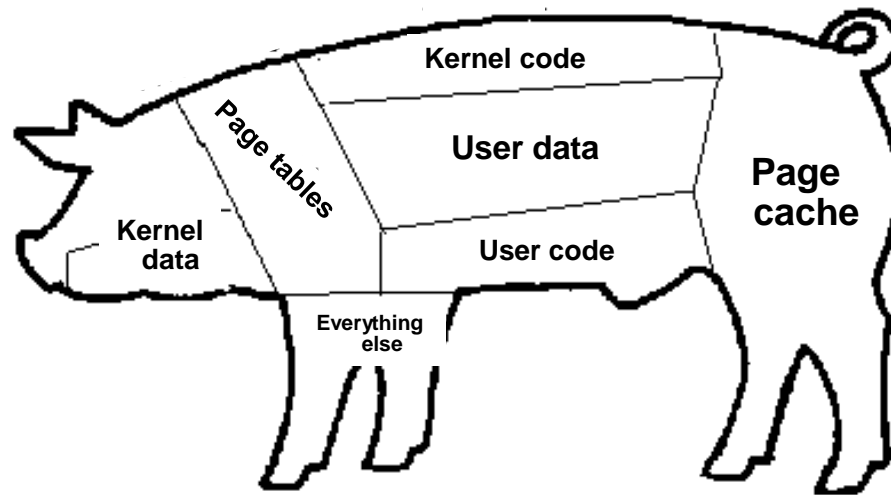 Kernel code
Page tables
User data
Page
cache
Kernel
data
User code
Everything
else